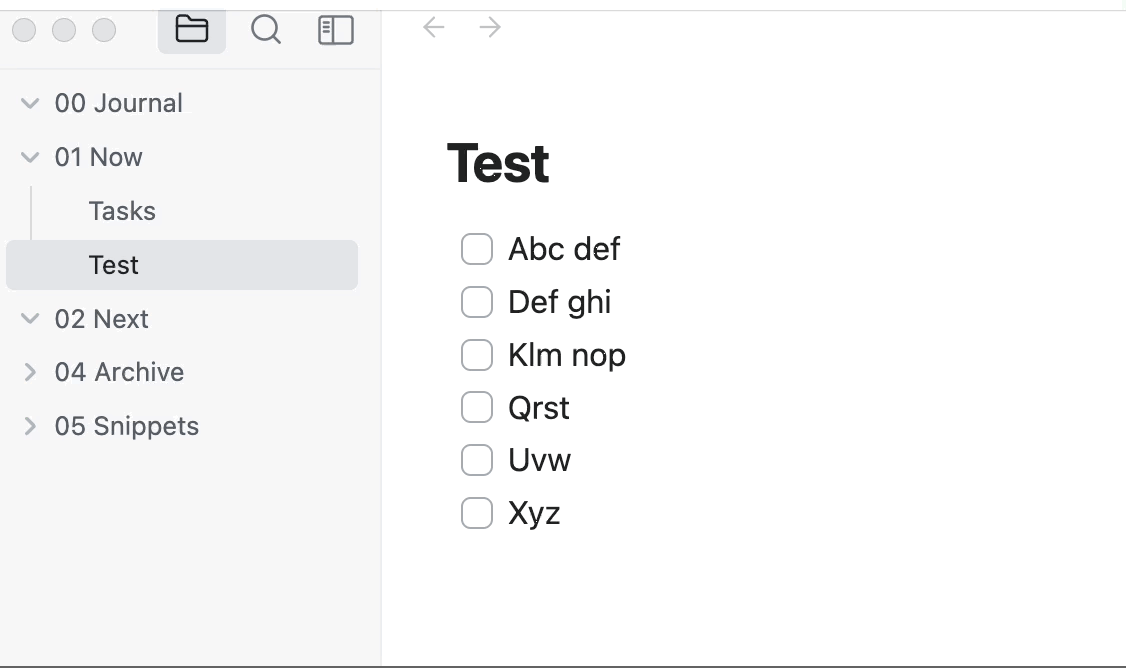 00 Journal
01 Now
Tasks
Test
02 Next
04 Archive
05 Snippets
Test
Abc def
Def ghi
Klm nop
Qrst
Uvw
Xyz